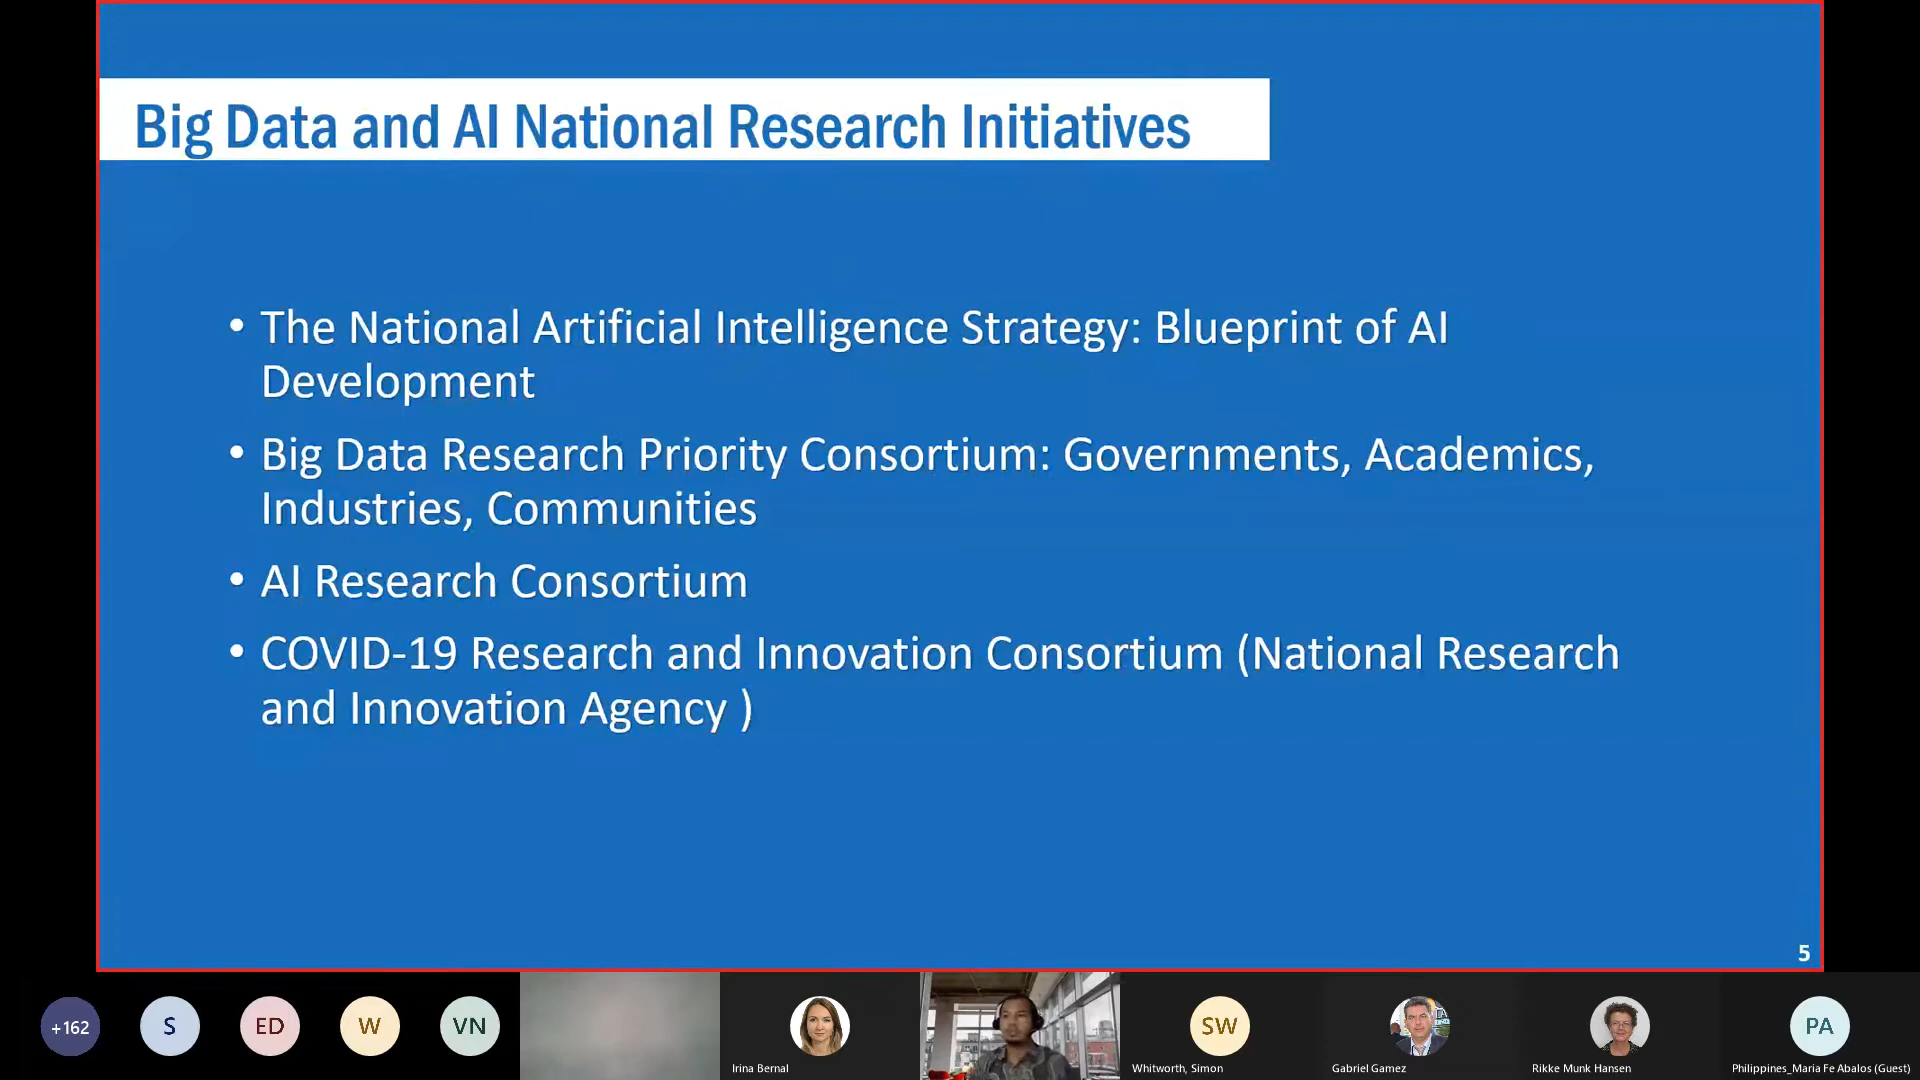 Big Data and AI National Research Initiatives
• The National Artificial Intelligence Strategy: Blueprint of AI
Development
• Big Data Research Priority Consortium: Governments, Academics,
Industries, Communities
• AI Research Consortium
• COVID-19 Research and Innovation Consortium (National Research
and Innovation Agency )
5
+162
S
ED
W
VN
SW
PA
Irina Bernal
Whitworth, Simon
Gabriel Gamez
Rikke Munk Hansen
Philippines_Maria Fe Abalos (Guest)